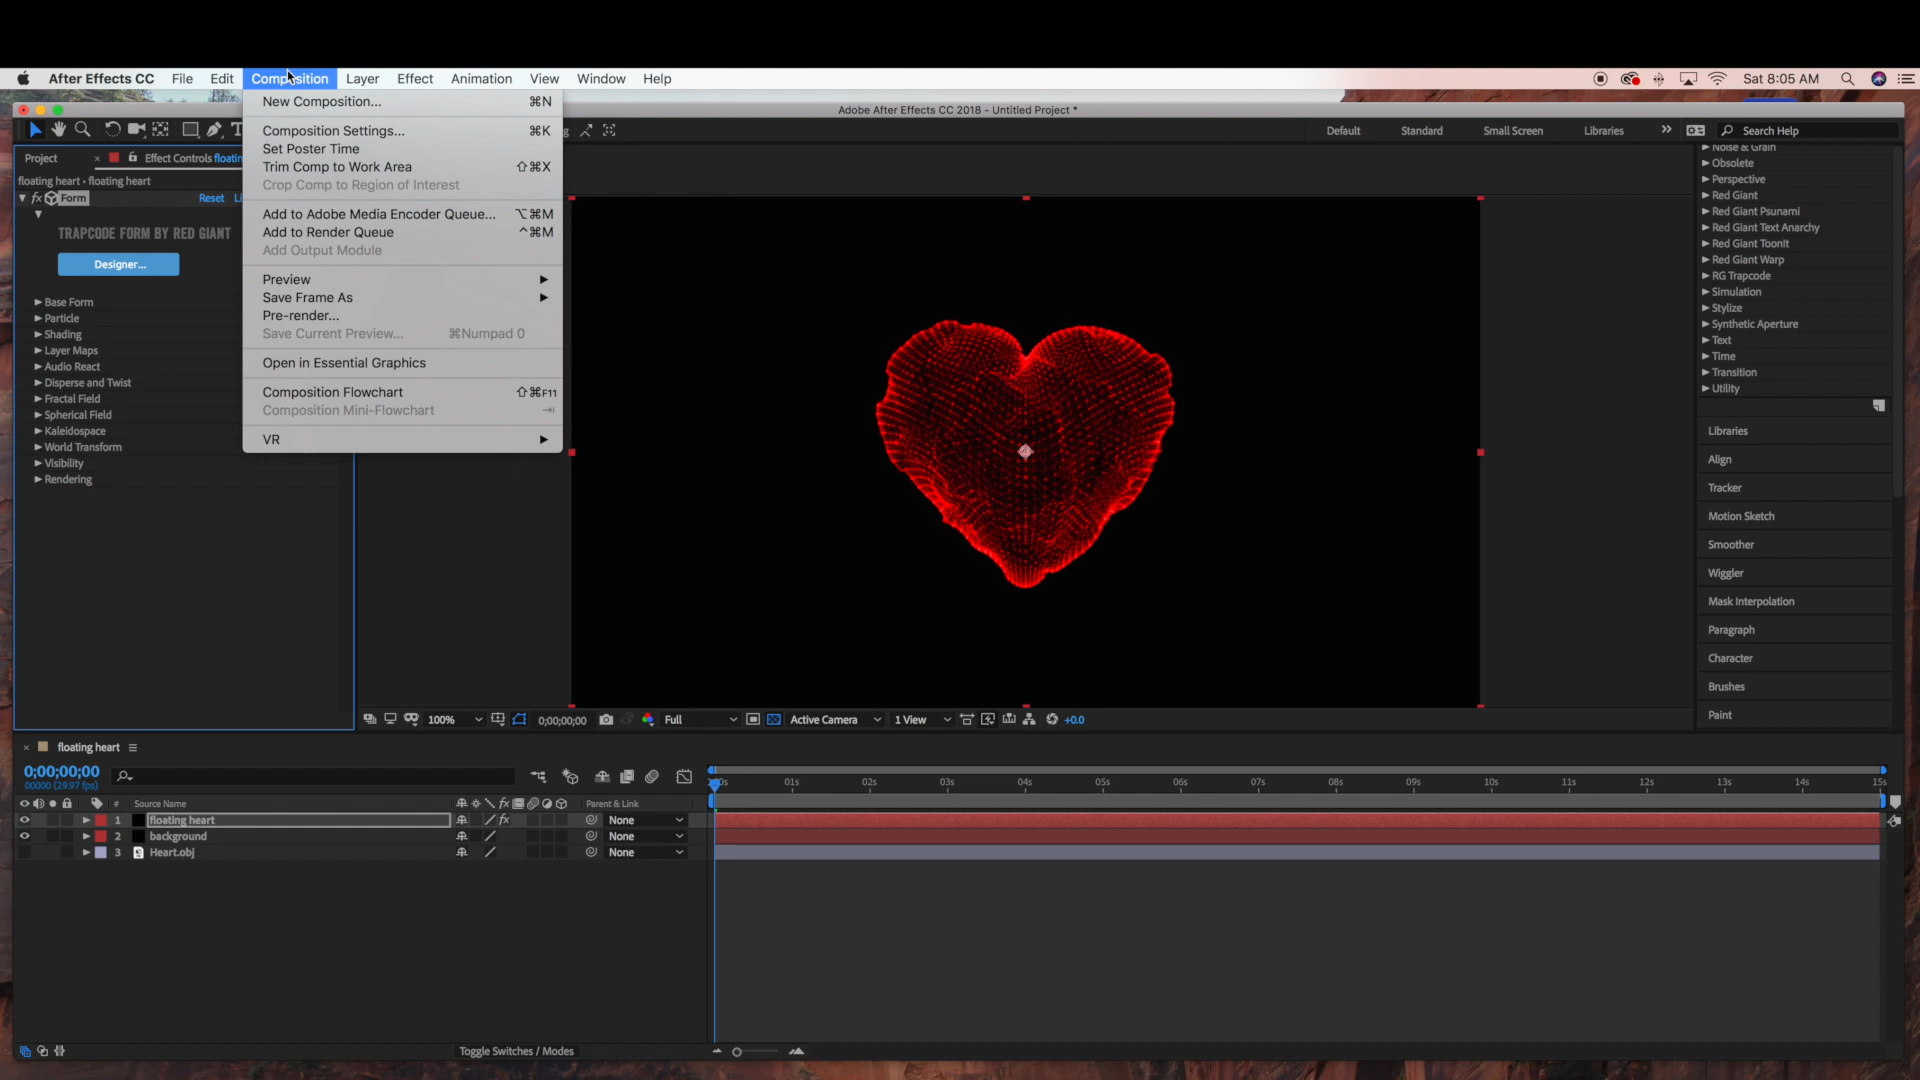 After Effects CC File Edit Composition Layer Effect Animation View Window Help Sat 8:05 AM
Adobe After Effects CC 2018 - Untitled Project *
New Composition... ⌘N
Composition Settings... ⌘K
Set Poster Time
Trim Comp to Work Area ⇧⌘X
Crop Comp to Region of Interest
Add to Adobe Media Encoder Queue... ⌥⌘M
Add to Render Queue ^⌘M
Add Output Module
Preview
Save Frame As
Pre-render...
Save Current Preview... ⌘Numpad 0
Open in Essential Graphics
Composition Flowchart ⇧⌘F11
Composition Mini-Flowchart
VR
Default Standard Small Screen Libraries Search Help
Project Effect Controls floatin
floating heart • floating heart
fx Form Reset Li
TRAPCODE FORM BY RED GIANT
Designer...
Base Form
Particle
Shading
Layer Maps
Audio React
Disperse and Twist
Fractal Field
Spherical Field
Kaleidospace
World Transform
Visibility
Rendering
Noise & Grain
Obsolete
Perspective
Red Giant
Red Giant Psunami
Red Giant Text Anarchy
Red Giant ToonIt
Red Giant Warp
RG Trapcode
Simulation
Stylize
Synthetic Aperture
Text
Time
Transition
Utility
Libraries
Align
Tracker
Motion Sketch
Smoother
Wiggler
Mask Interpolation
Paragraph
Character
Brushes
Paint
100% 0;00;00;00 Full Active Camera 1 View +0.0
floating heart
0;00;00;00
00000 (29.97 fps)
01s 02s 03s 04s 05s 06s 07s 08s 09s 10s 11s 12s 13s 14s 15s
# Source Name fx Parent & Link
1 floating heart fx None
2 background None
3 Heart.obj None
Toggle Switches / Modes